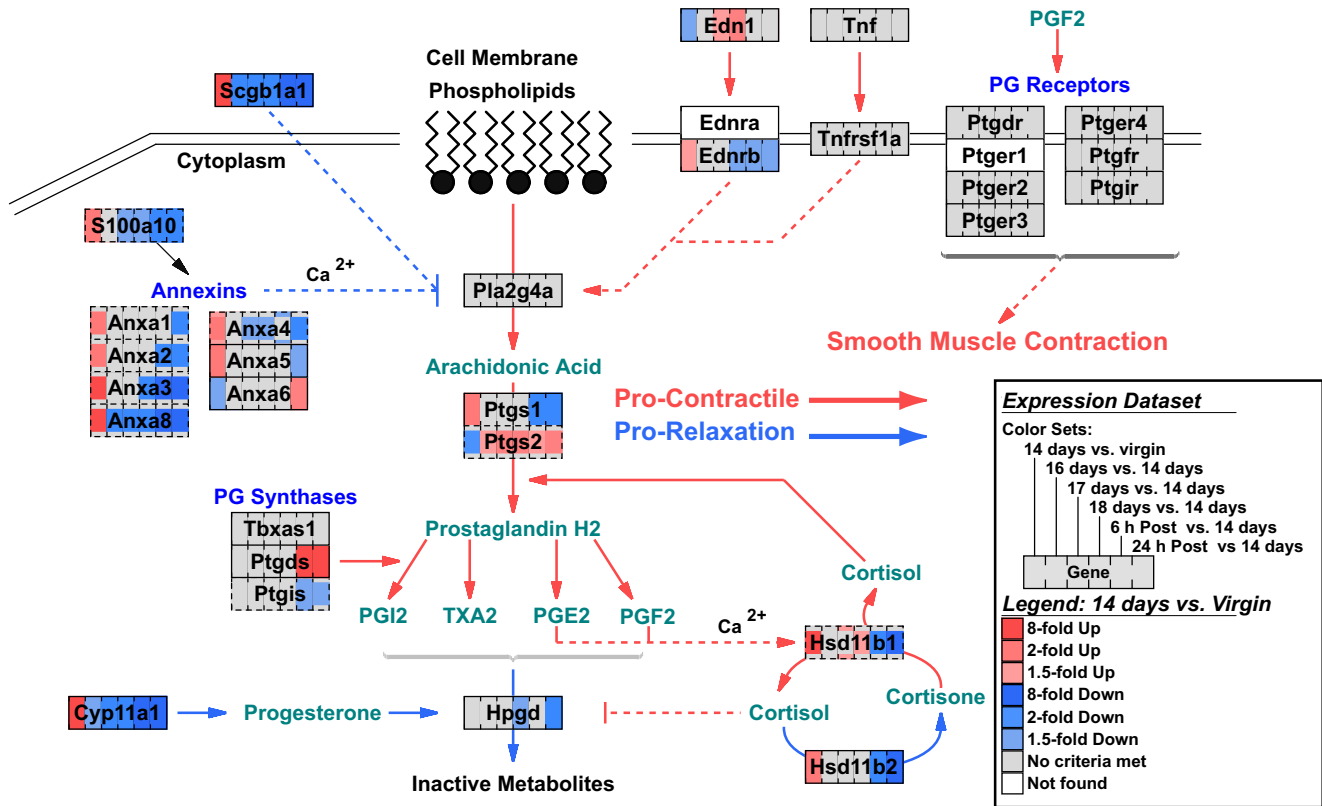 Edn1
Tnf
PGF2
Cell Membrane
Phospholipids
Scgb1a1
PG Receptors
Ednra
Ednrb
Tnfrsf1a
Ptgdr
Ptger1
Ptger2
Ptger3
Ptger4
Ptgfr
Ptgir
Cytoplasm
S100a10
Annexins
Ca 2+
Anxa1
Anxa2
Anxa3
Anxa8
Anxa4
Anxa5
Anxa6
Pla2g4a
Smooth Muscle Contraction
Arachidonic Acid
Ptgs1
Ptgs2
Pro-Contractile
Pro-Relaxation
PG Synthases
Tbxas1
Ptgds
Ptgis
Prostaglandin H2
PGI2
TXA2
PGE2
PGF2
Ca 2+
Cortisol
Hsd11b1
Cortisone
Cortisol
Hsd11b2
Cyp11a1
Progesterone
Hpgd
Inactive Metabolites
Expression Dataset
Color Sets:
14 days vs. virgin
16 days vs. 14 days
17 days vs. 14 days
18 days vs. 14 days
6 h Post vs. 14 days
24 h Post vs 14 days
Gene
Legend: 14 days vs. Virgin
8-fold Up
2-fold Up
1.5-fold Up
8-fold Down
2-fold Down
1.5-fold Down
No criteria met
Not found